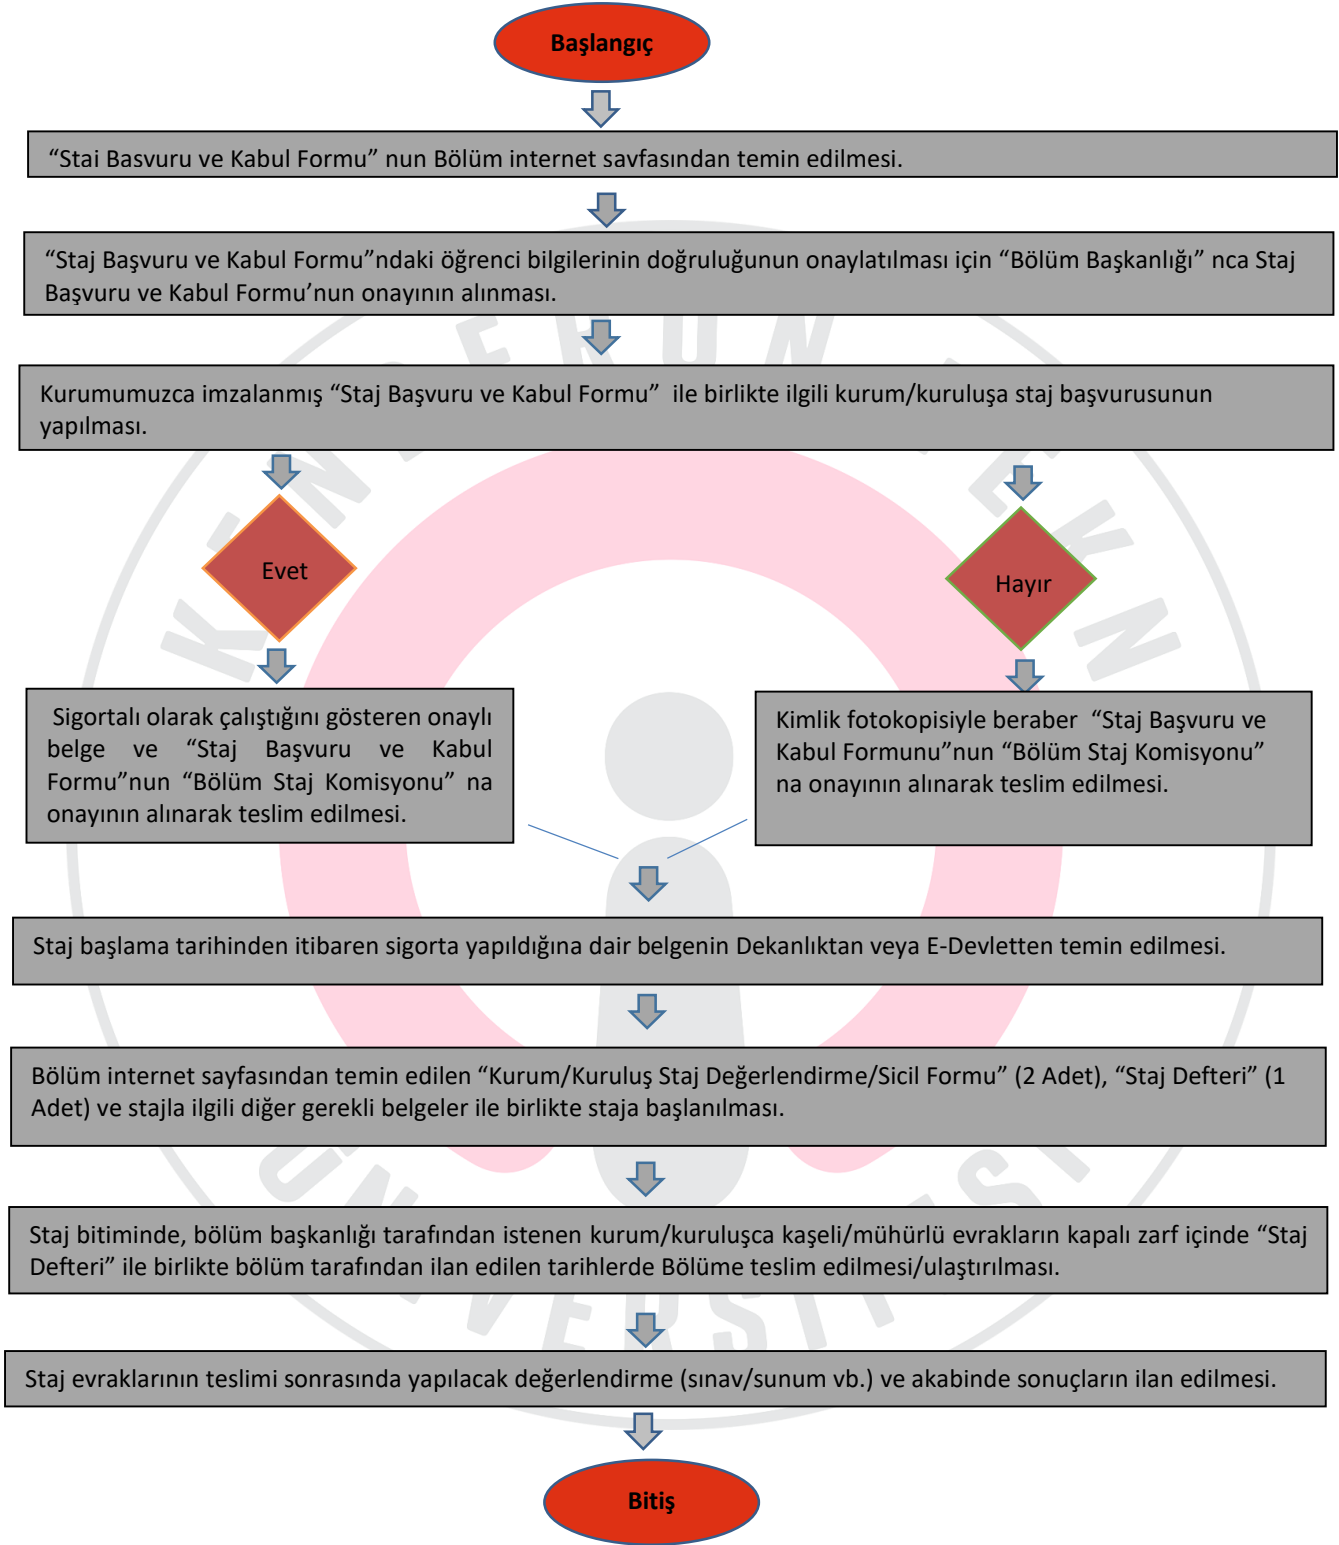 Başlangıç
“Stai Basvuru ve Kabul Formu” nun Bölüm internet savfasından temin edilmesi.
“Staj Başvuru ve Kabul Formu”ndaki öğrenci bilgilerinin doğruluğunun onaylatılması için “Bölüm Başkanlığı” nca Staj
Başvuru ve Kabul Formu’nun onayının alınması.
Kurumumuzca imzalanmış “Staj Başvuru ve Kabul Formu” ile birlikte ilgili kurum/kuruluşa staj başvurusunun
yapılması.
Evet
Hayır
Sigortalı olarak çalıştığını gösteren onaylı
belge ve “Staj Başvuru ve Kabul
Formu”nun “Bölüm Staj Komisyonu” na
onayının alınarak teslim edilmesi.
Kimlik fotokopisiyle beraber “Staj Başvuru ve
Kabul Formunu”nun “Bölüm Staj Komisyonu”
na onayının alınarak teslim edilmesi.
Staj başlama tarihinden itibaren sigorta yapıldığına dair belgenin Dekanlıktan veya E-Devletten temin edilmesi.
Bölüm internet sayfasından temin edilen “Kurum/Kuruluş Staj Değerlendirme/Sicil Formu” (2 Adet), “Staj Defteri” (1
Adet) ve stajla ilgili diğer gerekli belgeler ile birlikte staja başlanılması.
Staj bitiminde, bölüm başkanlığı tarafından istenen kurum/kuruluşca kaşeli/mühürlü evrakların kapalı zarf içinde “Staj
Defteri” ile birlikte bölüm tarafından ilan edilen tarihlerde Bölüme teslim edilmesi/ulaştırılması.
Staj evraklarının teslimi sonrasında yapılacak değerlendirme (sınav/sunum vb.) ve akabinde sonuçların ilan edilmesi.
Bitiş